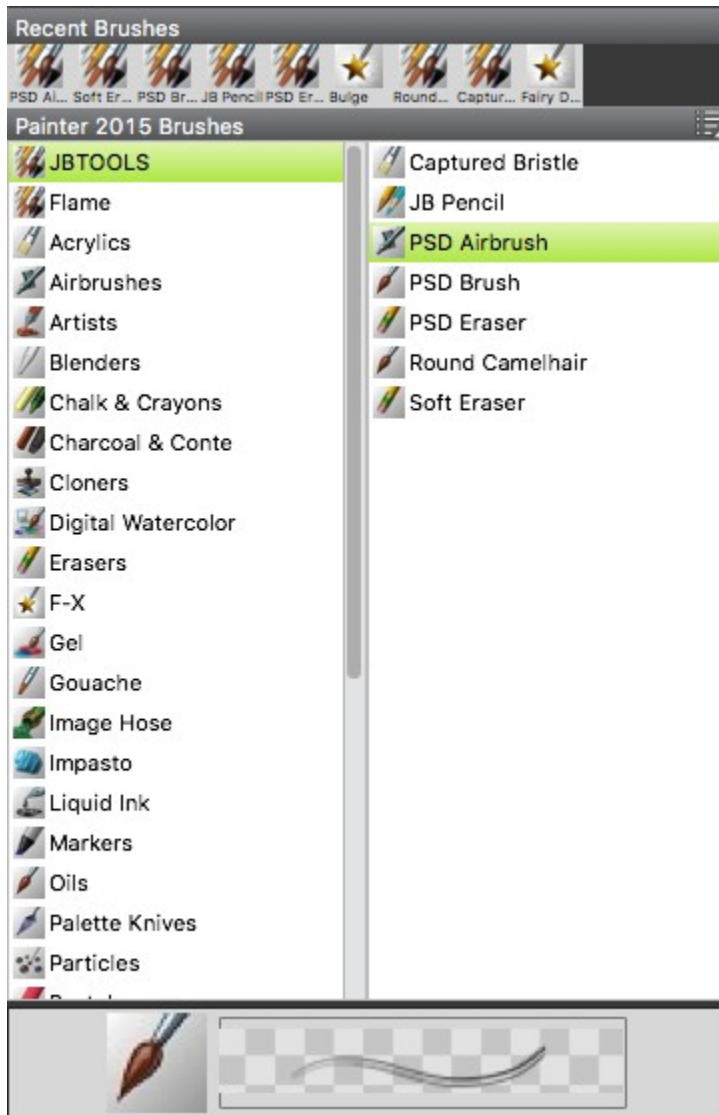 Recent Brushes
PSD Ai... Soft Er... PSD Br... JB Pencil PSD Er... Bulge Round... Captur... Fairy D...
Painter 2015 Brushes
JBTOOLS
Flame
Acrylics
Airbrushes
Artists
Blenders
Chalk & Crayons
Charcoal & Conte
Cloners
Digital Watercolor
Erasers
F-X
Gel
Gouache
Image Hose
Impasto
Liquid Ink
Markers
Oils
Palette Knives
Particles
Captured Bristle
JB Pencil
PSD Airbrush
PSD Brush
PSD Eraser
Round Camelhair
Soft Eraser